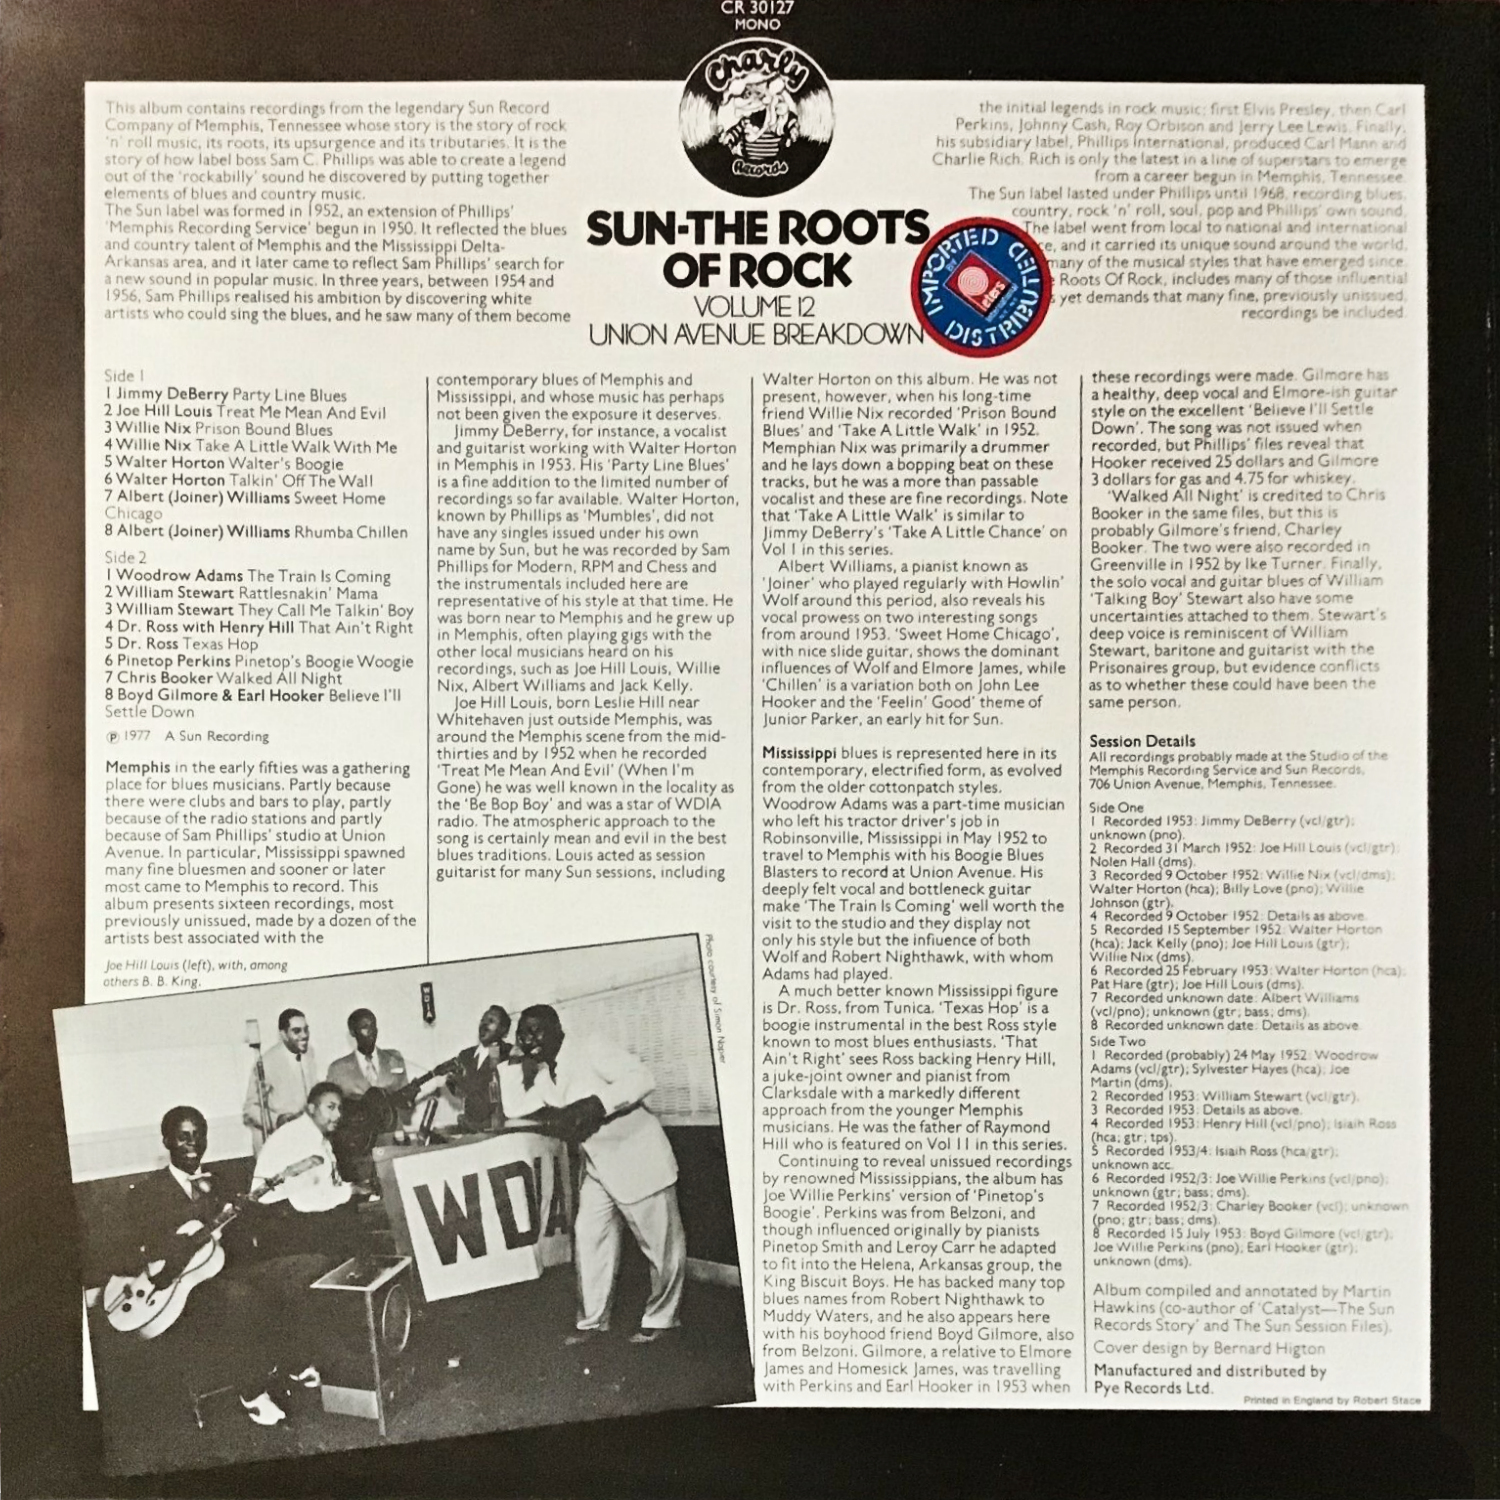 CR 30127
MONO
Charly
Records
This album contains recordings from the legendary Sun Record
Company of Memphis, Tennessee whose story is the story of rock
'n' roll music, its roots, its upsurgence and its tributaries. It is the
story of how label boss Sam C. Phillips was able to create a legend
out of the 'rockabilly' sound he discovered by putting together
elements of blues and country music.
The Sun label was formed in 1952, an extension of Phillips'
'Memphis Recording Service' begun in 1950. It reflected the blues
and country talent of Memphis and the Mississippi Delta-
Arkansas area, and it later came to reflect Sam Phillips' search for
a new sound in popular music. In three years, between 1954 and
1956, Sam Phillips realised his ambition by discovering white
artists who could sing the blues, and he saw many of them become
SUN-THE ROOTS
OF ROCK
VOLUME 12
UNION AVENUE BREAKDOWN
IMPORTED
BY
Peters
International
DISTRIBUTED
the initial legends in rock music; first Elvis Presley, then Carl
Perkins, Johnny Cash, Roy Orbison and Jerry Lee Lewis. Finally,
his subsidiary label, Phillips International, produced Carl Mann and
Charlie Rich. Rich is only the latest in a line of superstars to emerge
from a career begun in Memphis, Tennessee.
The Sun label lasted under Phillips until 1968, recording blues,
country, rock 'n' roll, soul, pop and Phillips' own sound.
The label went from local to national and international
and it carried its unique sound around the world.
many of the musical styles that have emerged since.
Roots Of Rock, includes many of those influential
yet demands that many fine, previously unissued,
recordings be included.
Side 1
1 Jimmy DeBerry Party Line Blues
2 Joe Hill Louis Treat Me Mean And Evil
3 Willie Nix Prison Bound Blues
4 Willie Nix Take A Little Walk With Me
5 Walter Horton Walter's Boogie
6 Walter Horton Talkin' Off The Wall
7 Albert (Joiner) Williams Sweet Home
Chicago
8 Albert (Joiner) Williams Rhumba Chillen
Side 2
1 Woodrow Adams The Train Is Coming
2 William Stewart Rattlesnakin' Mama
3 William Stewart They Call Me Talkin' Boy
4 Dr. Ross with Henry Hill That Ain't Right
5 Dr. Ross Texas Hop
6 Pinetop Perkins Pinetop's Boogie Woogie
7 Chris Booker Walked All Night
8 Boyd Gilmore & Earl Hooker Believe I'll
Settle Down
℗ 1977 A Sun Recording
Memphis in the early fifties was a gathering
place for blues musicians. Partly because
there were clubs and bars to play, partly
because of the radio stations and partly
because of Sam Phillips' studio at Union
Avenue. In particular, Mississippi spawned
many fine bluesmen and sooner or later
most came to Memphis to record. This
album presents sixteen recordings, most
previously unissued, made by a dozen of the
artists best associated with the
Joe Hill Louis (left), with, among
others B. B. King.
contemporary blues of Memphis and
Mississippi, and whose music has perhaps
not been given the exposure it deserves.
Jimmy DeBerry, for instance, a vocalist
and guitarist working with Walter Horton
in Memphis in 1953. His 'Party Line Blues'
is a fine addition to the limited number of
recordings so far available. Walter Horton,
known by Phillips as 'Mumbles', did not
have any singles issued under his own
name by Sun, but he was recorded by Sam
Phillips for Modern, RPM and Chess and
the instrumentals included here are
representative of his style at that time. He
was born near to Memphis and he grew up
in Memphis, often playing gigs with the
other local musicians heard on his
recordings, such as Joe Hill Louis, Willie
Nix, Albert Williams and Jack Kelly.
Joe Hill Louis, born Leslie Hill near
Whitehaven just outside Memphis, was
around the Memphis scene from the mid-
thirties and by 1952 when he recorded
'Treat Me Mean And Evil' (When I'm
Gone) he was well known in the locality as
the 'Be Bop Boy' and was a star of WDIA
radio. The atmospheric approach to the
song is certainly mean and evil in the best
blues traditions. Louis acted as session
guitarist for many Sun sessions, including
Photo courtesy of Simon Napier
WDIA
WDIA
Walter Horton on this album. He was not
present, however, when his long-time
friend Willie Nix recorded 'Prison Bound
Blues' and 'Take A Little Walk' in 1952.
Memphian Nix was primarily a drummer
and he lays down a bopping beat on these
tracks, but he was a more than passable
vocalist and these are fine recordings. Note
that 'Take A Little Walk' is similar to
Jimmy DeBerry's 'Take A Little Chance' on
Vol 1 in this series.
Albert Williams, a pianist known as
'Joiner' who played regularly with Howlin'
Wolf around this period, also reveals his
vocal prowess on two interesting songs
from around 1953. 'Sweet Home Chicago',
with nice slide guitar, shows the dominant
influences of Wolf and Elmore James, while
'Chillen' is a variation both on John Lee
Hooker and the 'Feelin' Good' theme of
Junior Parker, an early hit for Sun.
Mississippi blues is represented here in its
contemporary, electrified form, as evolved
from the older cottonpatch styles.
Woodrow Adams was a part-time musician
who left his tractor driver's job in
Robinsonville, Mississippi in May 1952 to
travel to Memphis with his Boogie Blues
Blasters to record at Union Avenue. His
deeply felt vocal and bottleneck guitar
make 'The Train Is Coming' well worth the
visit to the studio and they display not
only his style but the influence of both
Wolf and Robert Nighthawk, with whom
Adams had played.
A much better known Mississippi figure
is Dr. Ross, from Tunica. 'Texas Hop' is a
boogie instrumental in the best Ross style
known to most blues enthusiasts. 'That
Ain't Right' sees Ross backing Henry Hill,
a juke-joint owner and pianist from
Clarksdale with a markedly different
approach from the younger Memphis
musicians. He was the father of Raymond
Hill who is featured on Vol 11 in this series.
Continuing to reveal unissued recordings
by renowned Mississippians, the album has
Joe Willie Perkins' version of 'Pinetop's
Boogie'. Perkins was from Belzoni, and
though influenced originally by pianists
Pinetop Smith and Leroy Carr he adapted
to fit into the Helena, Arkansas group, the
King Biscuit Boys. He has backed many top
blues names from Robert Nighthawk to
Muddy Waters, and he also appears here
with his boyhood friend Boyd Gilmore, also
from Belzoni. Gilmore, a relative to Elmore
James and Homesick James, was travelling
with Perkins and Earl Hooker in 1953 when
these recordings were made. Gilmore has
a healthy, deep vocal and Elmore-ish guitar
style on the excellent 'Believe I'll Settle
Down'. The song was not issued when
recorded, but Phillips' files reveal that
Hooker received 25 dollars and Gilmore
3 dollars for gas and 4.75 for whiskey.
'Walked All Night' is credited to Chris
Booker in the same files, but this is
probably Gilmore's friend, Charley
Booker. The two were also recorded in
Greenville in 1952 by Ike Turner. Finally,
the solo vocal and guitar blues of William
'Talking Boy' Stewart also have some
uncertainties attached to them. Stewart's
deep voice is reminiscent of William
Stewart, baritone and guitarist with the
Prisonaires group, but evidence conflicts
as to whether these could have been the
same person.
Session Details
All recordings probably made at the Studio of the
Memphis Recording Service and Sun Records,
706 Union Avenue, Memphis, Tennessee.
Side One
1 Recorded 1953: Jimmy DeBerry (vcl/gtr);
unknown (pno).
2 Recorded 31 March 1952: Joe Hill Louis (vcl/gtr);
Nolen Hall (dms).
3 Recorded 9 October 1952: Willie Nix (vcl/dms);
Walter Horton (hca); Billy Love (pno); Willie
Johnson (gtr).
4 Recorded 9 October 1952: Details as above.
5 Recorded 15 September 1952: Walter Horton
(hca); Jack Kelly (pno); Joe Hill Louis (gtr);
Willie Nix (dms).
6 Recorded 25 February 1953: Walter Horton (hca);
Pat Hare (gtr); Joe Hill Louis (dms).
7 Recorded unknown date: Albert Williams
(vcl/pno); unknown (gtr; bass; dms).
8 Recorded unknown date: Details as above.
Side Two
1 Recorded (probably) 24 May 1952: Woodrow
Adams (vcl/gtr); Sylvester Hayes (hca); Joe
Martin (dms).
2 Recorded 1953: William Stewart (vcl/gtr).
3 Recorded 1953: Details as above.
4 Recorded 1953: Henry Hill (vcl/pno); Isiaih Ross
(hca; gtr; tps).
5 Recorded 1953/4: Isiaih Ross (hca/gtr);
unknown acc.
6 Recorded 1952/3: Joe Willie Perkins (vcl/pno);
unknown (gtr; bass; dms).
7 Recorded 1952/3: Charley Booker (vcl); unknown
(pno; gtr; bass; dms).
8 Recorded 15 July 1953: Boyd Gilmore (vcl/gtr);
Joe Willie Perkins (pno); Earl Hooker (gtr);
unknown (dms).
Album compiled and annotated by Martin
Hawkins (co-author of 'Catalyst—The Sun
Records Story' and The Sun Session Files).
Cover design by Bernard Higton
Manufactured and distributed by
Pye Records Ltd.
Printed in England by Robert Stace